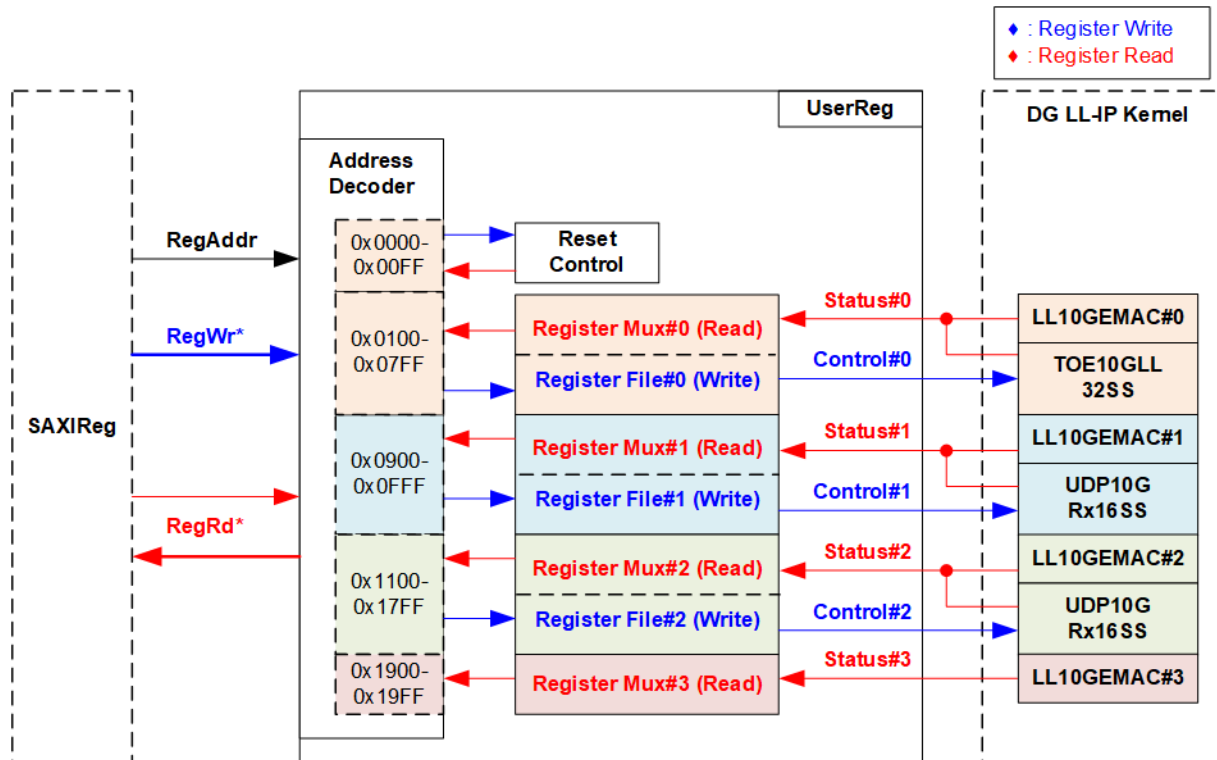 ♦ : Register Write
♦ : Register Read
UserReg
DG LL-IP Kernel
Address
Decoder
SAXIReg
RegAddr
RegWr*
RegRd*
0x0000-
0x00FF
Reset
Control
0x0100-
0x07FF
Register Mux#0 (Read)
Register File#0 (Write)
Status#0
Control#0
LL10GEMAC#0
TOE10GLL
32SS
0x0900-
0x0FFF
Register Mux#1 (Read)
Register File#1 (Write)
Status#1
Control#1
LL10GEMAC#1
UDP10G
Rx16SS
0x1100-
0x17FF
Register Mux#2 (Read)
Register File#2 (Write)
Status#2
Control#2
LL10GEMAC#2
UDP10G
Rx16SS
0x1900-
0x19FF
Register Mux#3 (Read)
Status#3
LL10GEMAC#3